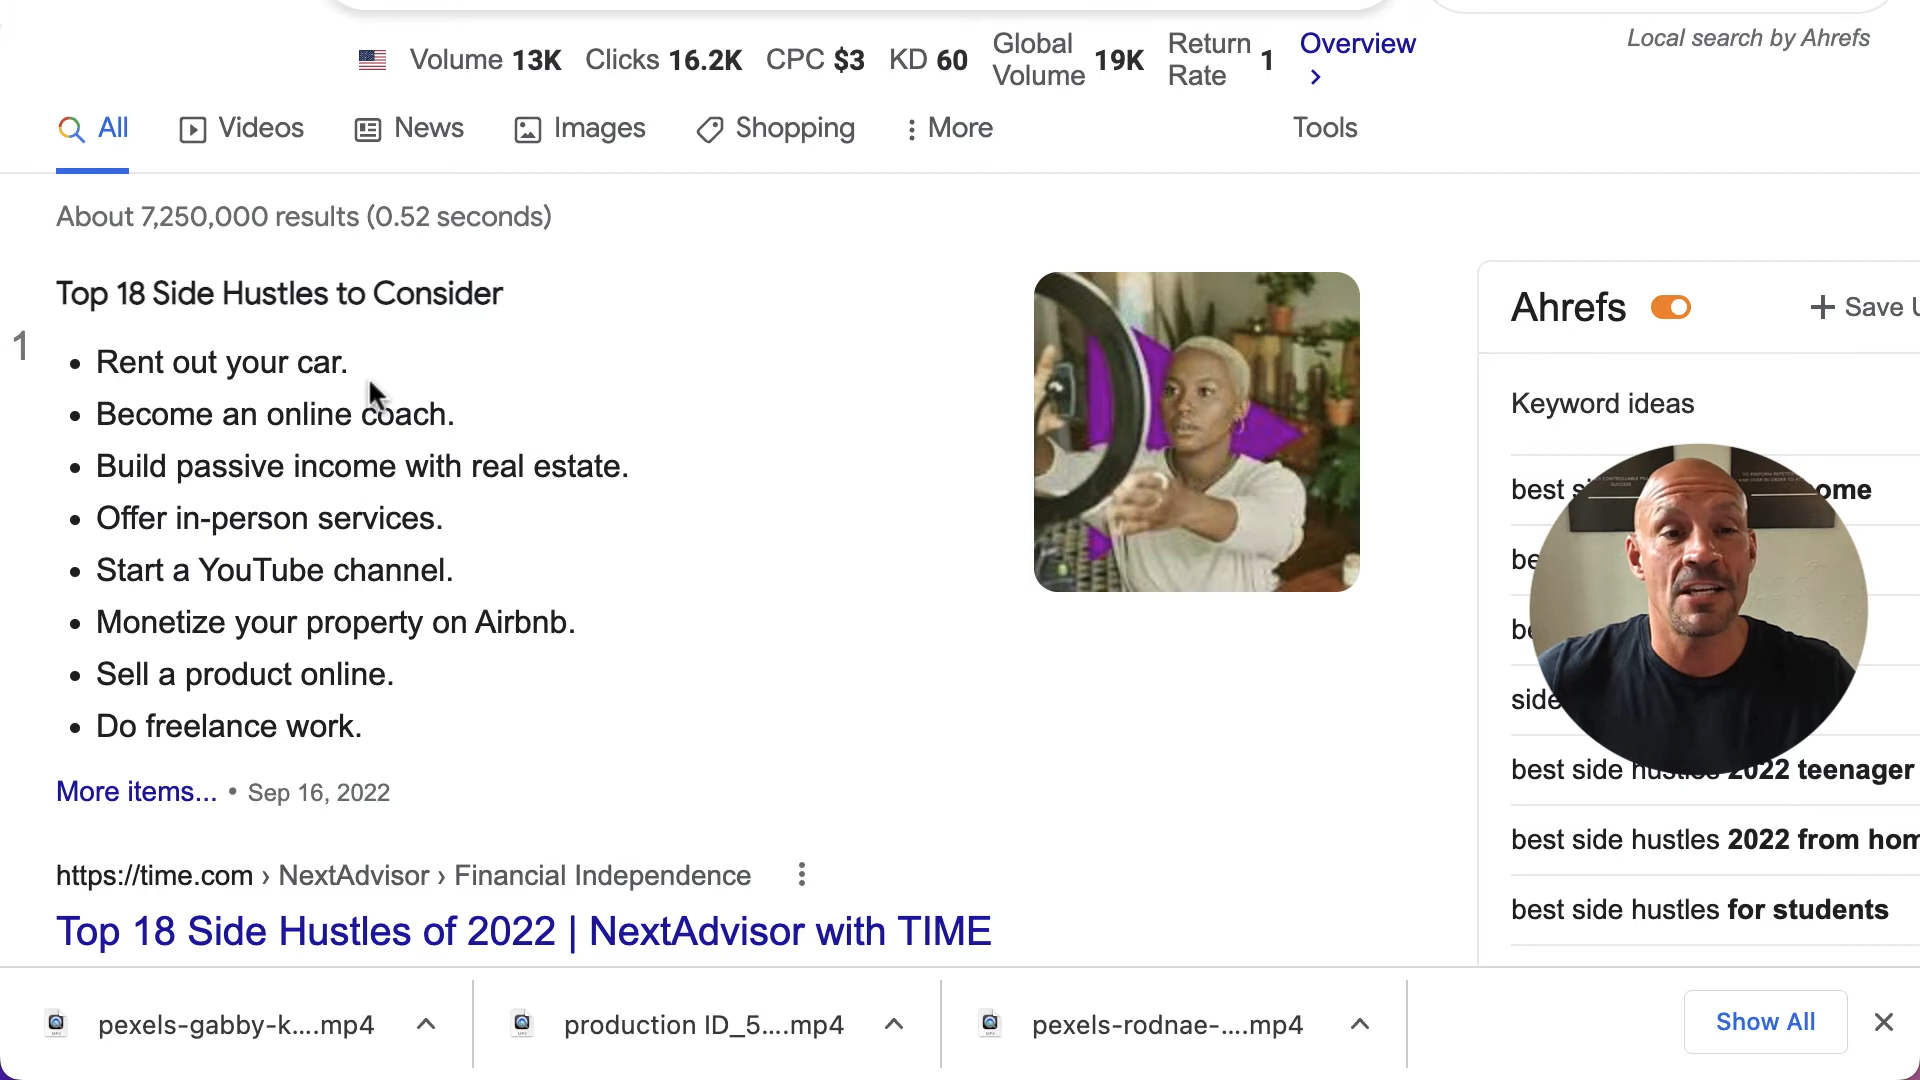 Volume 13K Clicks 16.2K CPC $3 KD 60 Global Volume 19K Return Rate 1 Overview ›
Local search by Ahrefs
All Videos News Images Shopping More Tools
About 7,250,000 results (0.52 seconds)
Top 18 Side Hustles to Consider
1
• Rent out your car.
• Become an online coach.
• Build passive income with real estate.
• Offer in-person services.
• Start a YouTube channel.
• Monetize your property on Airbnb.
• Sell a product online.
• Do freelance work.
More items... • Sep 16, 2022
https://time.com › NextAdvisor › Financial Independence
Top 18 Side Hustles of 2022 | NextAdvisor with TIME
Ahrefs + Save
Keyword ideas
best
side
best side hustles 2022 teenager
best side hustles 2022 from hom
best side hustles for students
pexels-gabby-k....mp4
production ID_5....mp4
pexels-rodnae-....mp4
Show All